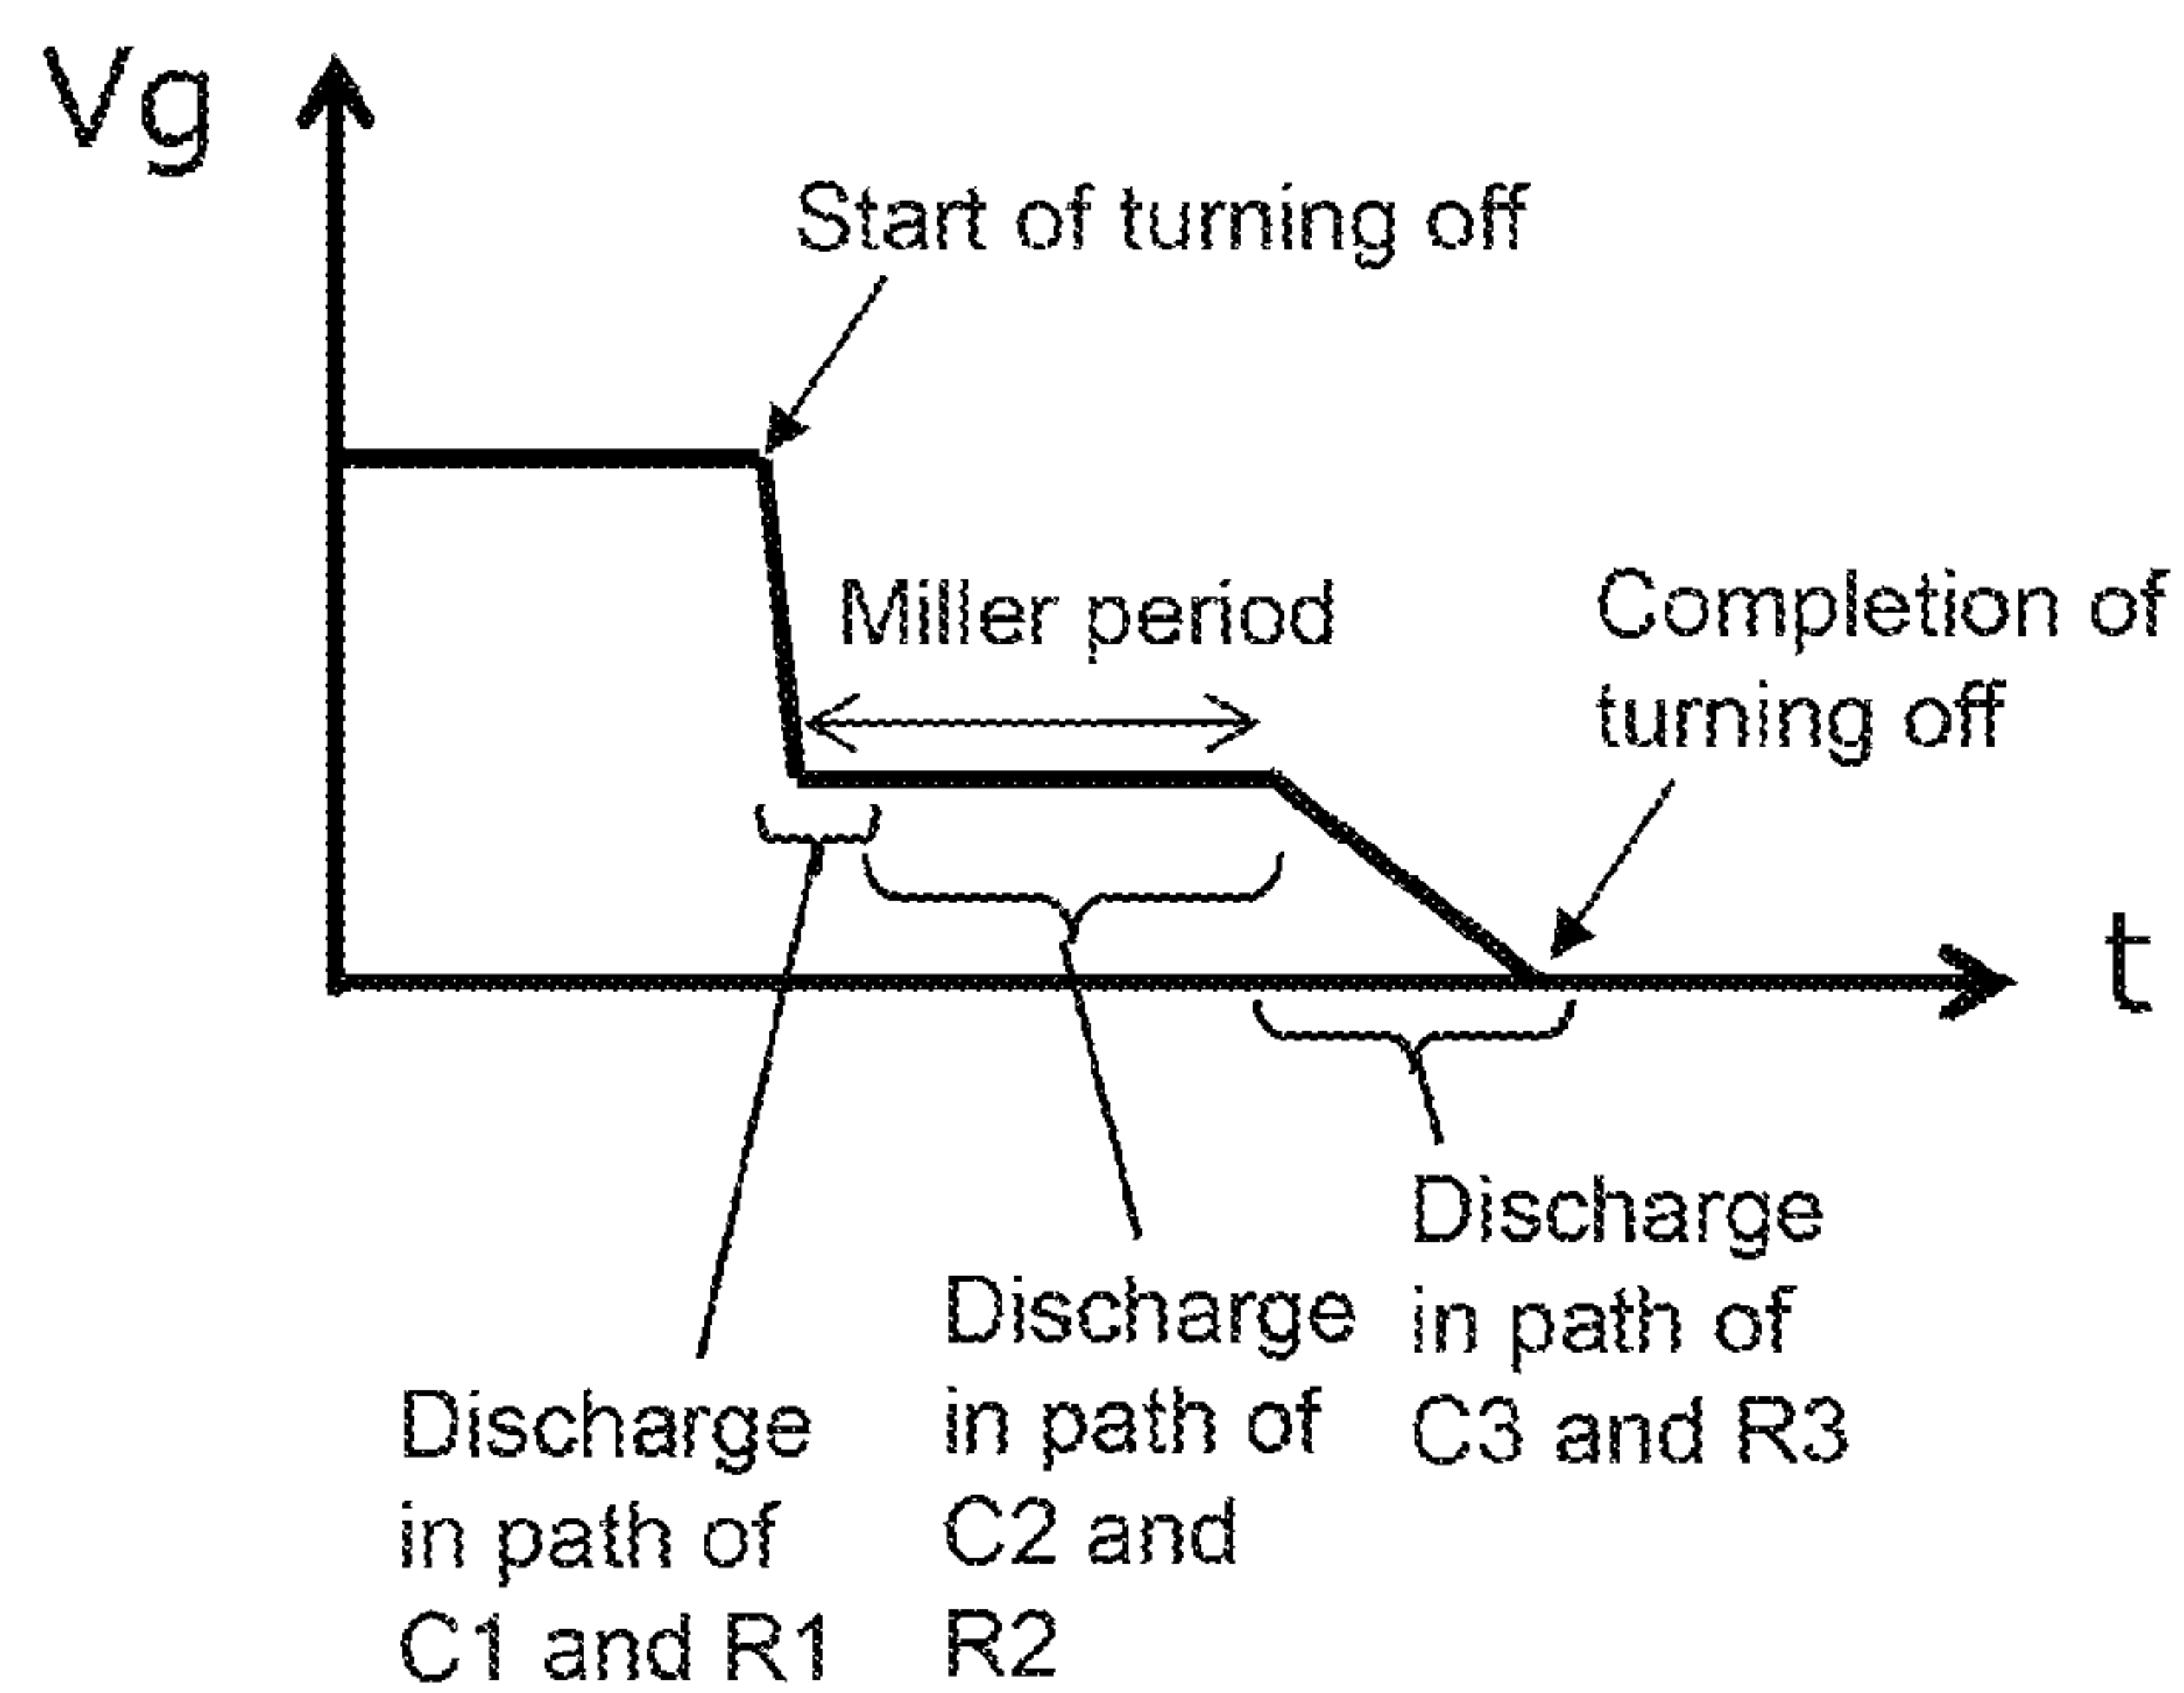 Vg
Start of turning off
Miller period
Completion of
turning off
t
Discharge
in path of
C1 and R1
Discharge
in path of
C2 and
R2
Discharge
in path of
C3 and R3